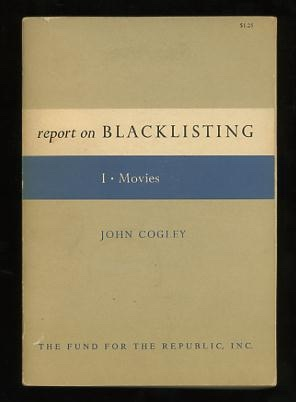 $1.25
report on BLACKLISTING
I · Movies
JOHN COGLEY
THE FUND FOR THE REPUBLIC, INC.